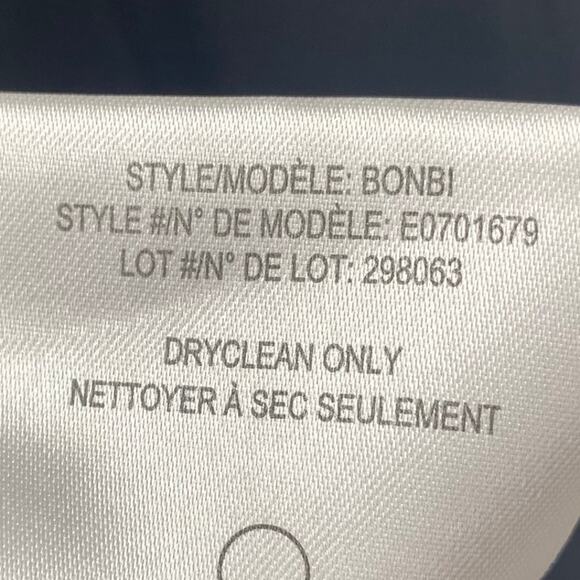 STYLE/MODÈLE: BONBI
STYLE #/N° DE MODÈLE: E0701679
LOT #/N° DE LOT: 298063
DRYCLEAN ONLY
NETTOYER À SEC SEULEMENT